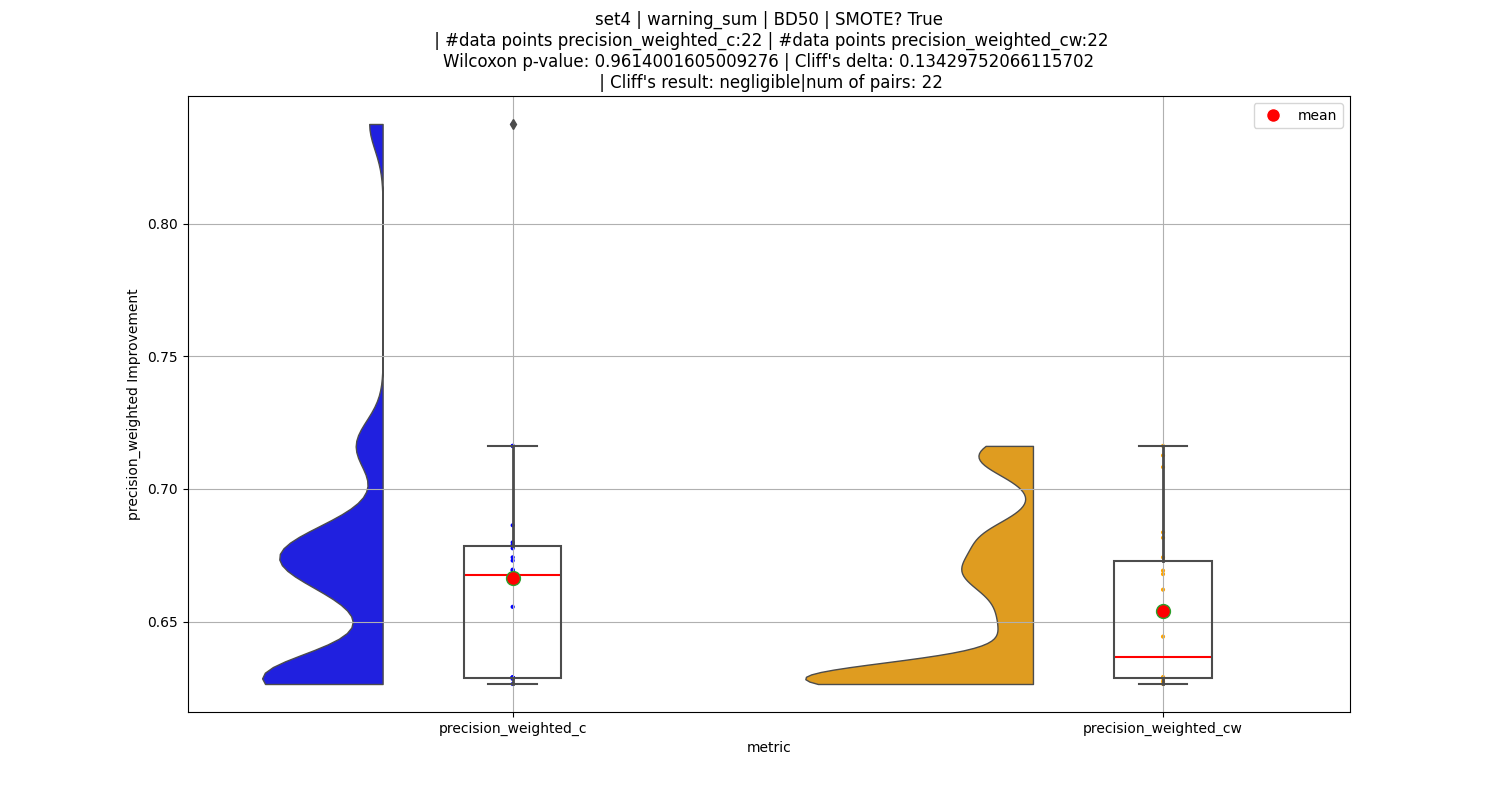 set4 | warning_sum | BD50 | SMOTE? True
| #data points precision_weighted_c:22 | #data points precision_weighted_cw:22
Wilcoxon p-value: 0.9614001605009276 | Cliff's delta: 0.13429752066115702
| Cliff's result: negligible|num of pairs: 22
mean
precision_weighted Improvement
0.80
0.75
0.70
0.65
precision_weighted_c
precision_weighted_cw
metric